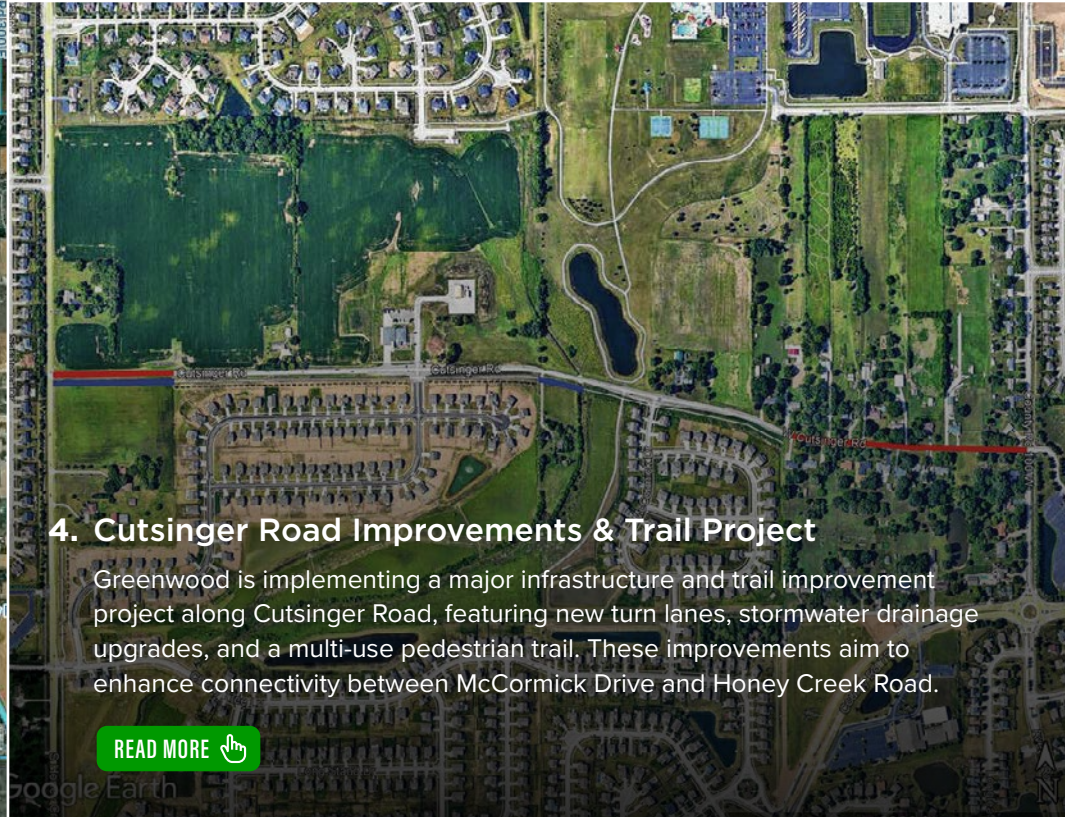 Cutsinger Rd
Cutsinger Rd
Cutsinger Rd
4. Cutsinger Road Improvements & Trail Project
Greenwood is implementing a major infrastructure and trail improvement
project along Cutsinger Road, featuring new turn lanes, stormwater drainage
upgrades, and a multi-use pedestrian trail. These improvements aim to
enhance connectivity between McCormick Drive and Honey Creek Road.
READ MORE
Google Earth
N